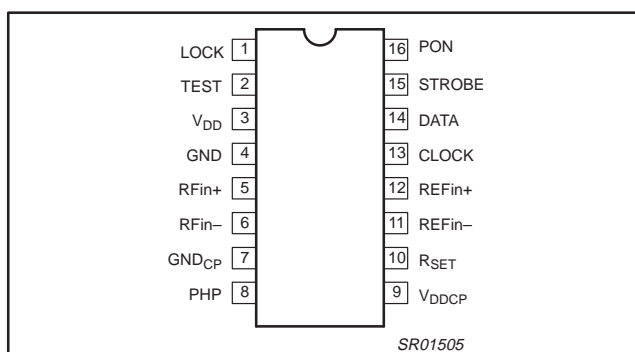 LOCK 1 16 PON
TEST 2 15 STROBE
VDD 3 14 DATA
GND 4 13 CLOCK
RFin+ 5 12 REFin+
RFin– 6 11 REFin–
GNDCP 7 10 RSET
PHP 8 9 VDDCP
SR01505